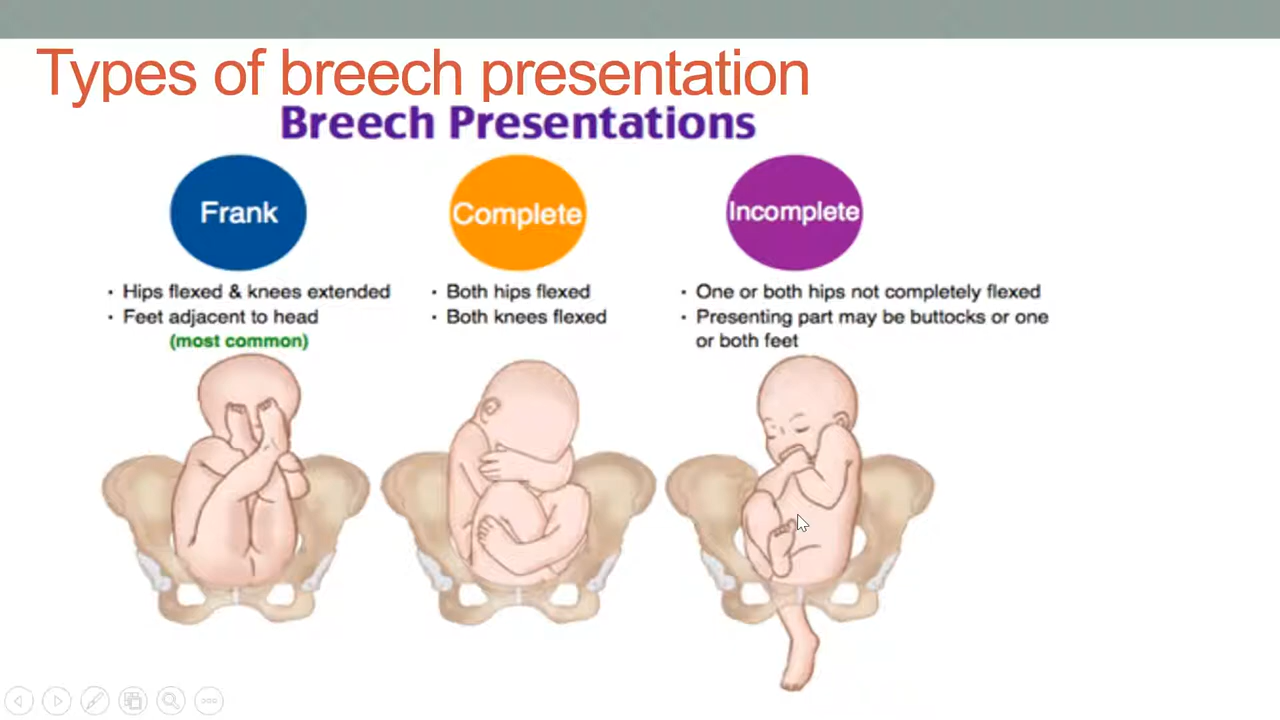 Types of breech presentation
Breech Presentations
Frank
Complete
Incomplete
· Hips flexed & knees extended
· Feet adjacent to head
(most common)
· Both hips flexed
· Both knees flexed
· One or both hips not completely flexed
· Presenting part may be buttocks or one
or both feet